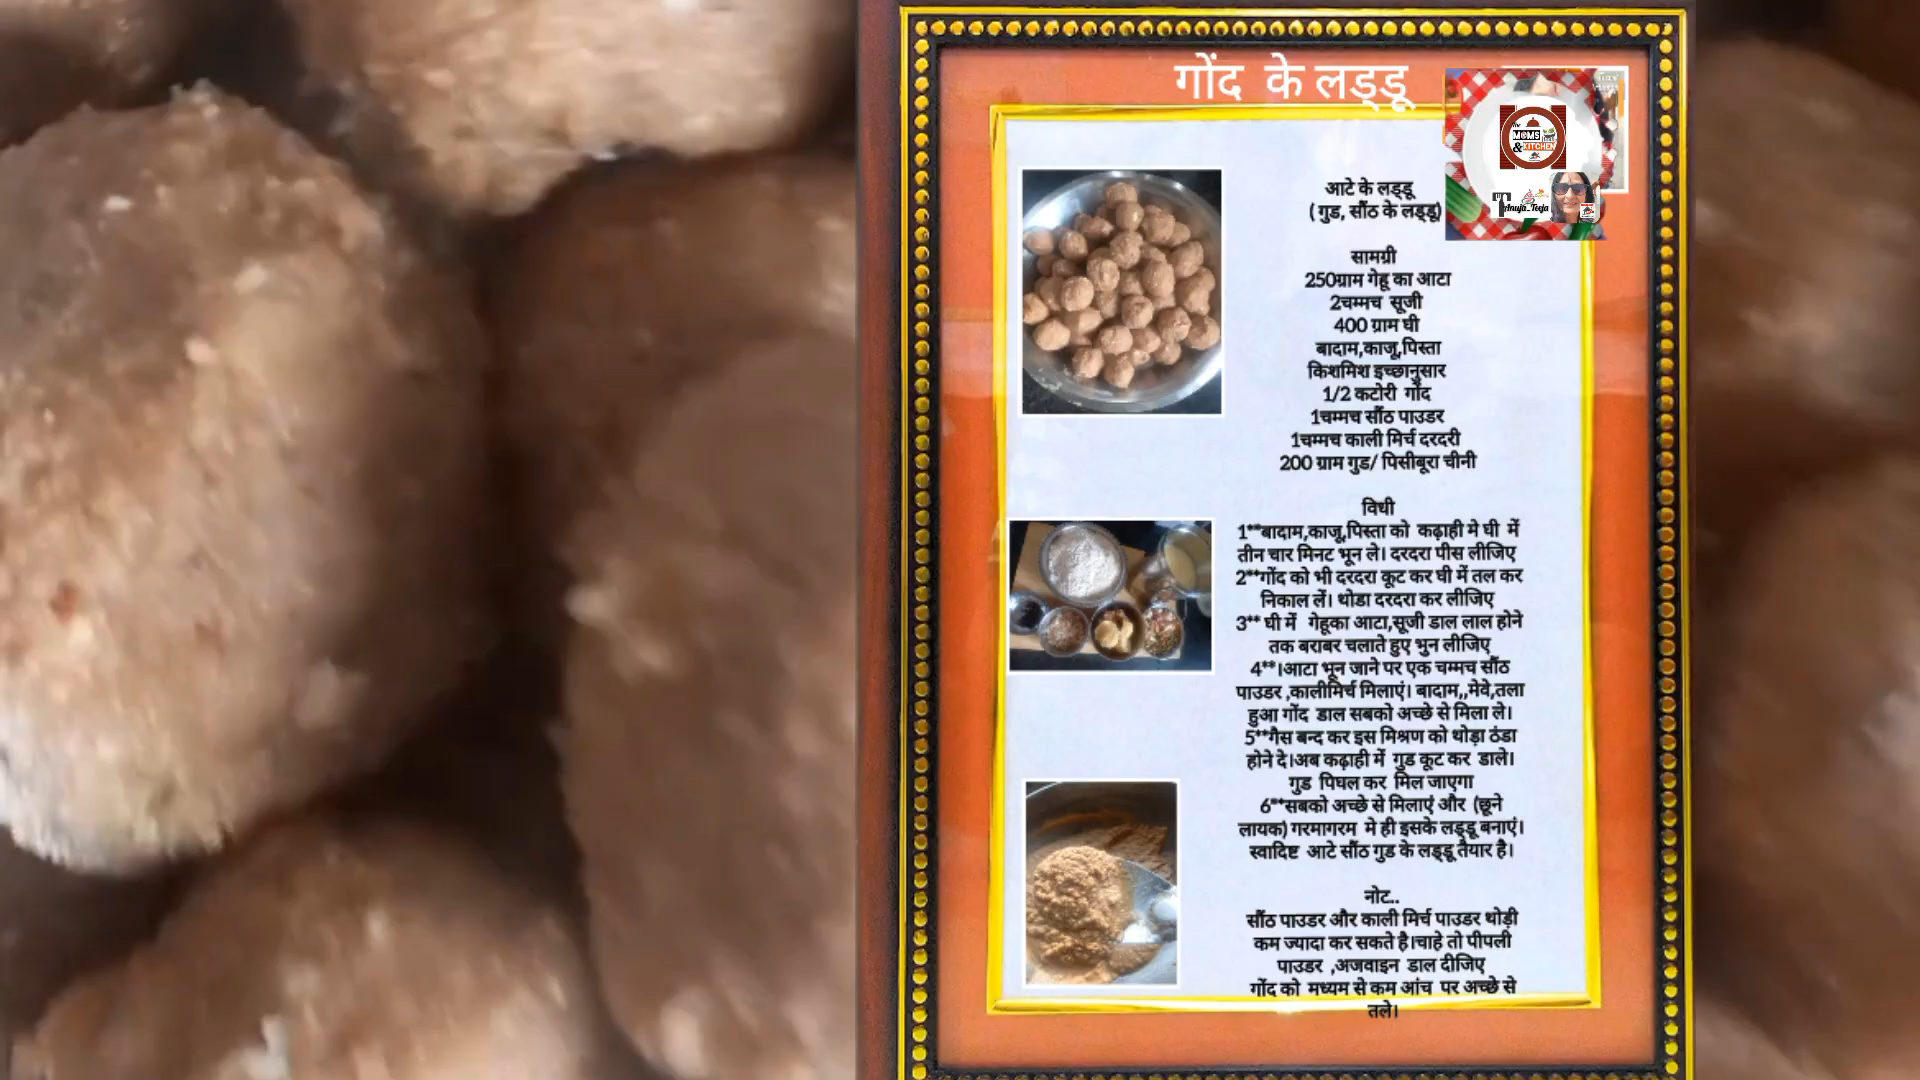 गोंद के लड्डू
The
MOMS
& KITCHEN
Anuja_Teeja
आटे के लड्डू
( गुड, सौंठ के लड्डू)
सामग्री
250ग्राम गेहू का आटा
2चम्मच सूजी
400 ग्राम घी
बादाम,काजू,पिस्ता
किशमिश इच्छानुसार
1/2 कटोरी गोंद
1चम्मच सौंठ पाउडर
1चम्मच काली मिर्च दरदरी
200 ग्राम गुड/ पिसीबूरा चीनी
विधी
1**बादाम,काजू,पिस्ता को कढ़ाही मे घी में
तीन चार मिनट भून ले। दरदरा पीस लीजिए
2**गोंद को भी दरदरा कूट कर घी में तल कर
निकाल लें। थोडा दरदरा कर लीजिए
3** घी में गेहूका आटा,सूजी डाल लाल होने
तक बराबर चलाते हुए भुन लीजिए
4**।आटा भून जाने पर एक चम्मच सौंठ
पाउडर ,कालीमिर्च मिलाएं। बादाम,,मेवे,तला
हुआ गोंद डाल सबको अच्छे से मिला ले।
5**गैस बन्द कर इस मिश्रण को थोड़ा ठंडा
होने दे।अब कढ़ाही में गुड कूट कर डाले।
गुड पिघल कर मिल जाएगा
6**सबको अच्छे से मिलाएं और (छूने
लायक) गरमागरम मे ही इसके लड्डू बनाएं।
स्वादिष्ट आटे सौंठ गुड के लड्डू तैयार है।
नोट..
सौंठ पाउडर और काली मिर्च पाउडर थोड़ी
कम ज्यादा कर सकते है।चाहे तो पीपली
पाउडर ,अजवाइन डाल दीजिए
गोंद को मध्यम से कम आंच पर अच्छे से
तले।